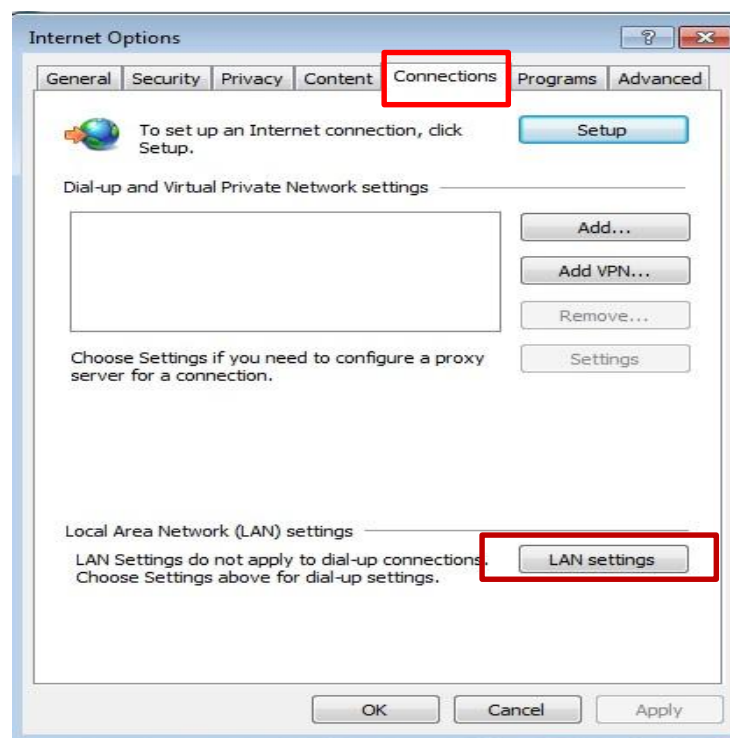 Internet Options
General Security Privacy Content Connections Programs Advanced
To set up an Internet connection, click
Setup.
Setup
Dial-up and Virtual Private Network settings
Add...
Add VPN...
Remove...
Choose Settings if you need to configure a proxy
server for a connection.
Settings
Local Area Network (LAN) settings
LAN Settings do not apply to dial-up connections.
Choose Settings above for dial-up settings.
LAN settings
OK Cancel Apply